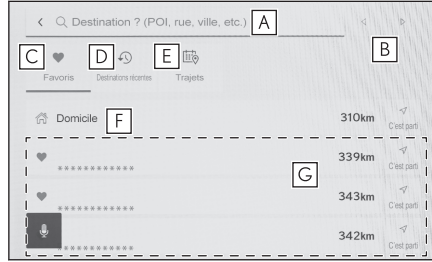 Destination ? (POI, rue, ville, etc.) A
B
C D E
Favoris Destinations récentes Trajets
Domicile F 310km C'est parti
************ G 339km C'est parti
************ 343km C'est parti
************ 342km C'est parti